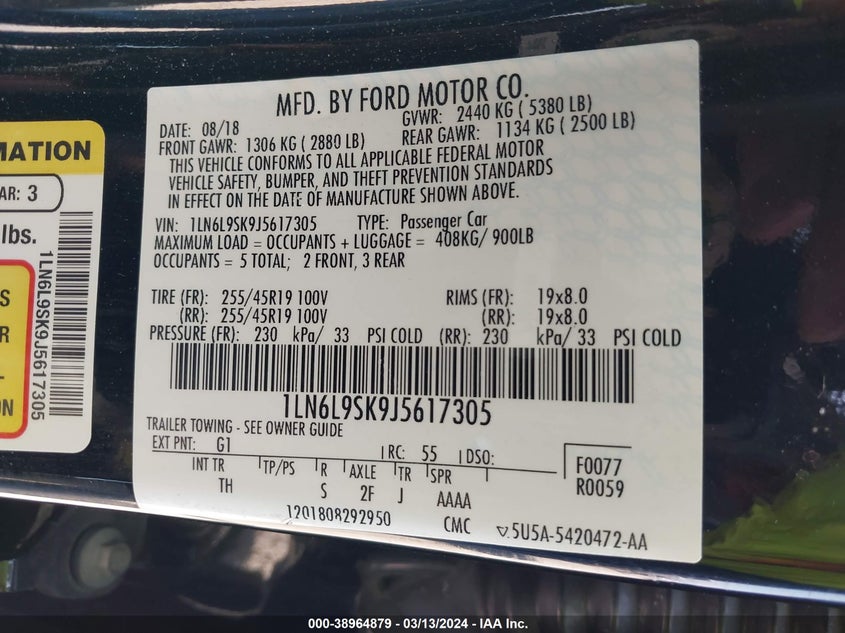 MATION
AR: 3
lbs.
S
R
L-
ON
1LN6L9SK9J5617305
MFD. BY FORD MOTOR CO.
DATE: 08/18 GVWR: 2440 KG ( 5380 LB)
FRONT GAWR: 1306 KG ( 2880 LB) REAR GAWR: 1134 KG ( 2500 LB)
THIS VEHICLE CONFORMS TO ALL APPLICABLE FEDERAL MOTOR
VEHICLE SAFETY, BUMPER, AND THEFT PREVENTION STANDARDS
IN EFFECT ON THE DATE OF MANUFACTURE SHOWN ABOVE.
VIN: 1LN6L9SK9J5617305 TYPE: Passenger Car
MAXIMUM LOAD = OCCUPANTS + LUGGAGE = 408KG/ 900LB
OCCUPANTS = 5 TOTAL; 2 FRONT, 3 REAR
TIRE (FR): 255/45R19 100V RIMS (FR): 19x8.0
(RR): 255/45R19 100V (RR): 19x8.0
PRESSURE (FR): 230 kPa/ 33 PSI COLD (RR): 230 kPa/ 33 PSI COLD
1LN6L9SK9J5617305
TRAILER TOWING - SEE OWNER GUIDE
EXT PNT: G1 RC: 55 DSO: F0077
INT TR TP/PS R AXLE TR SPR R0059
TH S 2F J AAAA
1201808292950 CMC 5U5A-5420472-AA
000-38964879 - 03/13/2024 - IAA Inc.